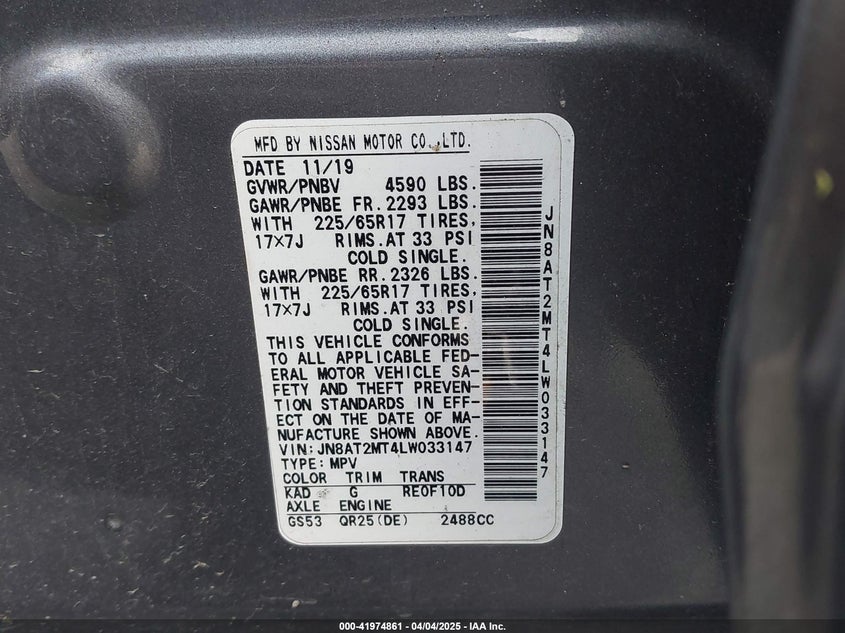 MFD BY NISSAN MOTOR CO.,LTD.
DATE 11/19
GVWR/PNBV 4590 LBS.
GAWR/PNBE FR. 2293 LBS.
WITH 225/65R17 TIRES,
17×7J RIMS.AT 33 PSI
COLD SINGLE.
GAWR/PNBE RR. 2326 LBS.
WITH 225/65R17 TIRES,
17×7J RIMS.AT 33 PSI
COLD SINGLE.
THIS VEHICLE CONFORMS
TO ALL APPLICABLE FED-
ERAL MOTOR VEHICLE SA-
FETY AND THEFT PREVEN-
TION STANDARDS IN EFF-
ECT ON THE DATE OF MA-
NUFACTURE SHOWN ABOVE.
VIN:JN8AT2MT4LW033147
TYPE:MPV
COLOR TRIM TRANS
KAD G RE0F10D
AXLE ENGINE
GS53 QR25(DE) 2488CC
JN8AT2MT4LW033147
000-41974861 - 04/04/2025 - IAA Inc.